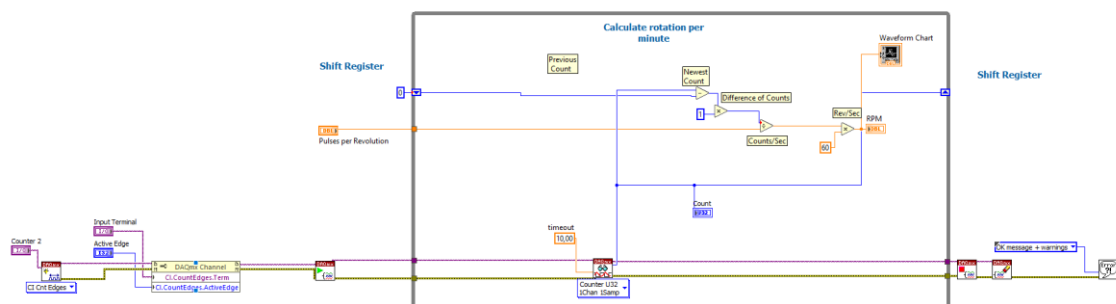 Calculate rotation per
minute
Waveform Chart
Previous
Count
Shift Register
Shift Register
Newest
Count
0
Difference of Counts
1
Rev/Sec
RPM
Pulses per Revolution
Counts/Sec
60
Count
Input Terminal
timeout
Counter 2
Active Edge
10,00
OK message + warnings
DAQmx Channel
CI.CountEdges.Term
CI.CountEdges.ActiveEdge
CI Cnt Edges
Counter U32
1Chan 1Samp